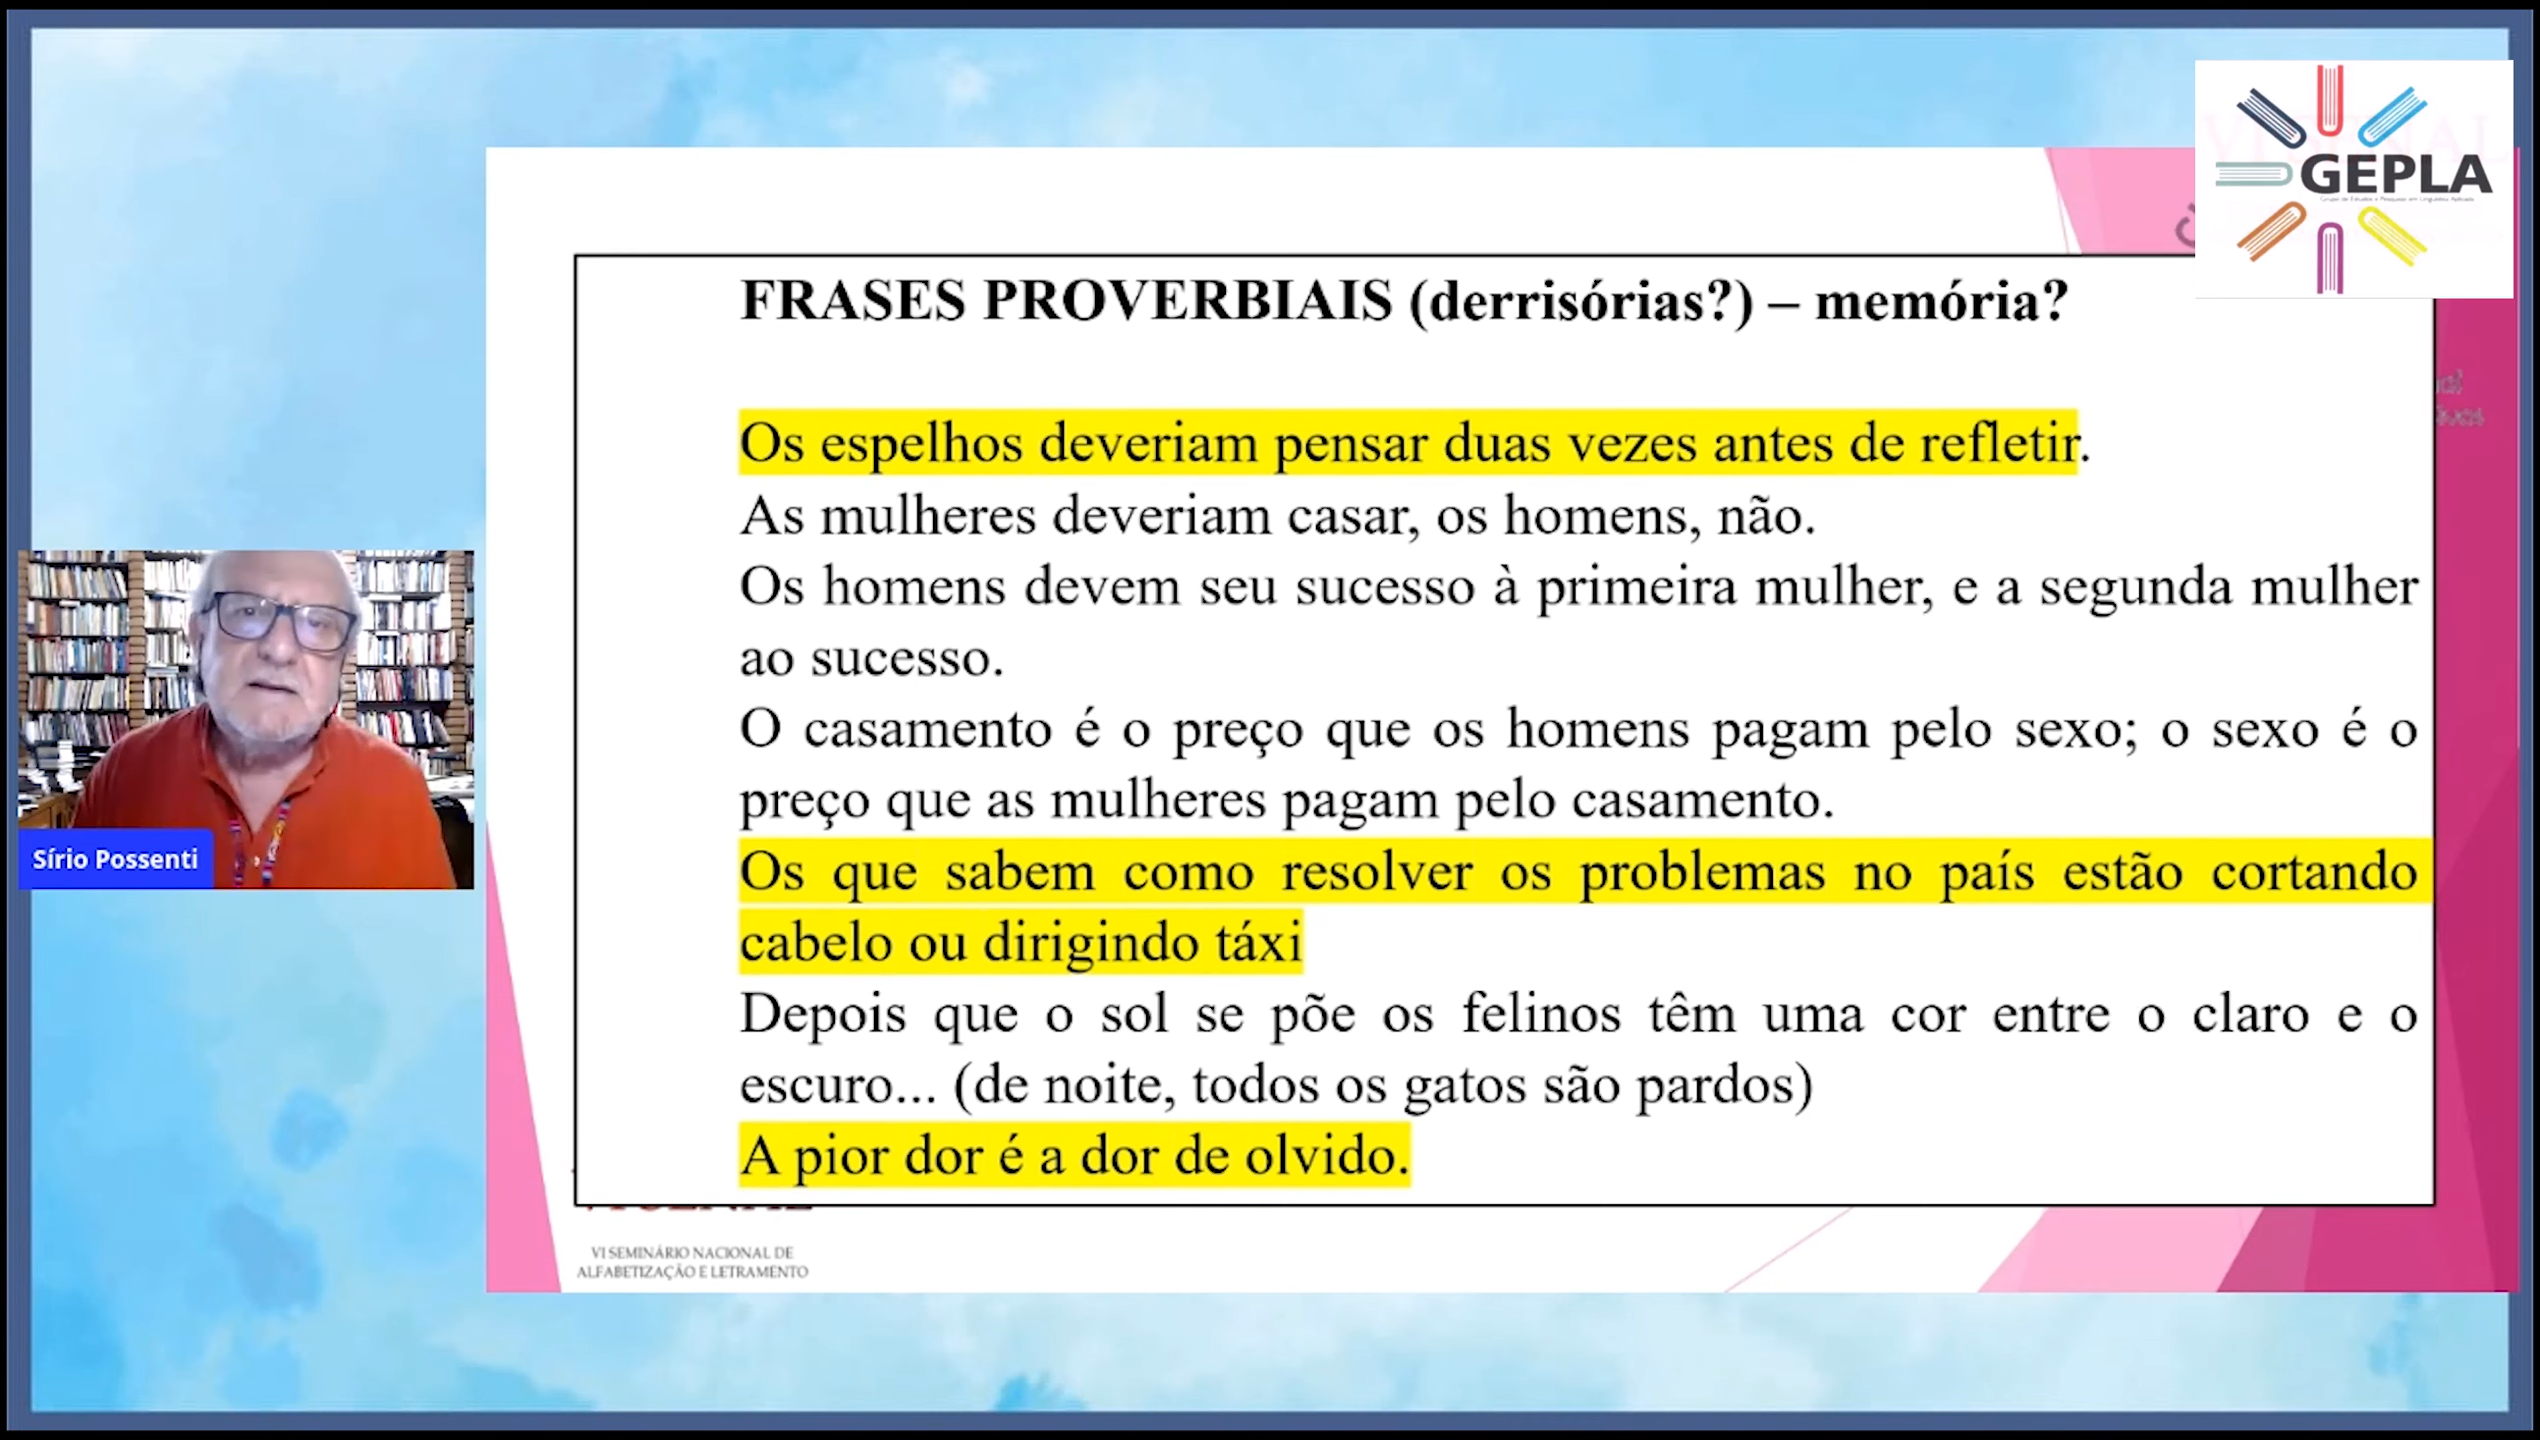 GEPLA
FRASES PROVERBIAIS (derrisórias?) – memória?
Os espelhos deveriam pensar duas vezes antes de refletir.
As mulheres deveriam casar, os homens, não.
Os homens devem seu sucesso à primeira mulher, e a segunda mulher
ao sucesso.
O casamento é o preço que os homens pagam pelo sexo; o sexo é o
preço que as mulheres pagam pelo casamento.
Os que sabem como resolver os problemas no país estão cortando
cabelo ou dirigindo táxi
Depois que o sol se põe os felinos têm uma cor entre o claro e o
escuro... (de noite, todos os gatos são pardos)
A pior dor é a dor de olvido.
Sírio Possenti
VI SEMINÁRIO NACIONAL DE
ALFABETIZAÇÃO E LETRAMENTO